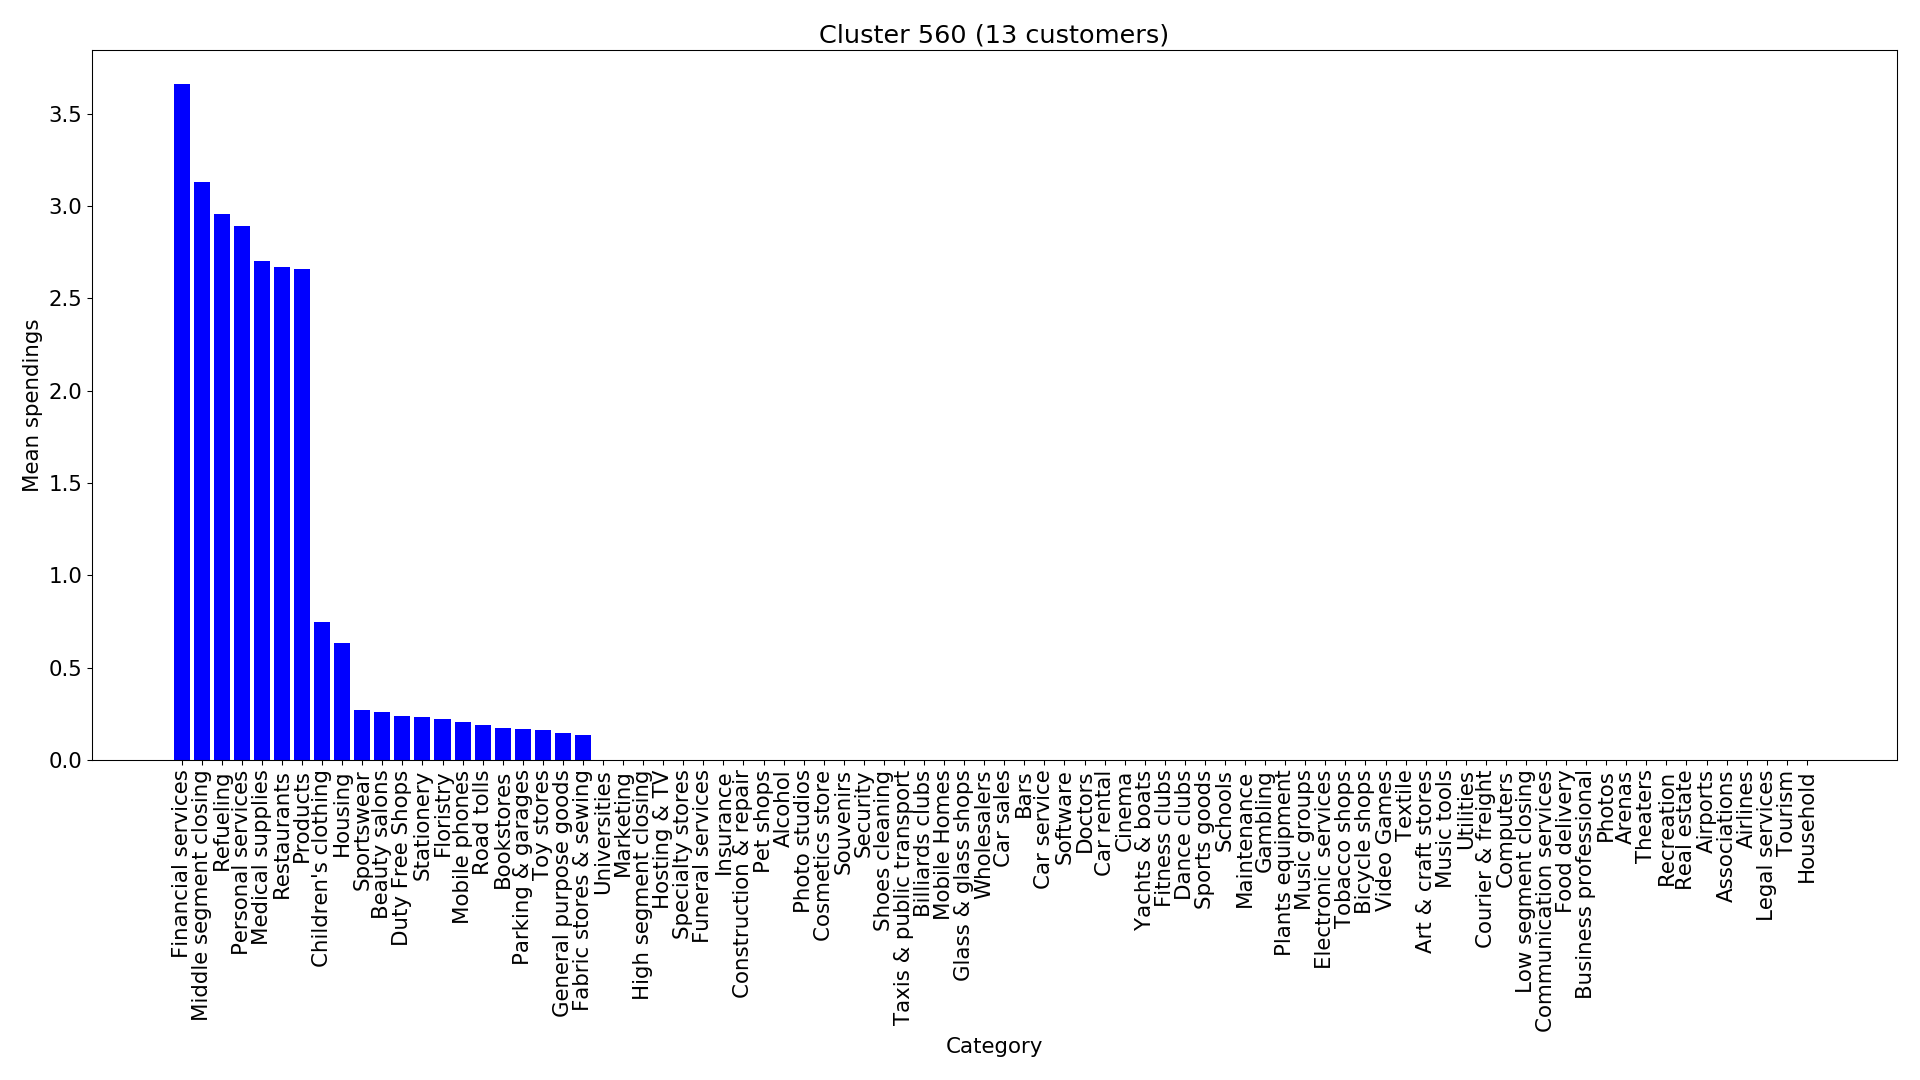 Cluster 560 (13 customers)
Mean spendings
3.5
3.0
2.5
2.0
1.5
1.0
0.5
0.0
Financial services
Middle segment closing
Refuelling
Personal services
Medical supplies
Restaurants
Products
Children's clothing
Housing
Sportswear
Beauty salons
Duty Free Shops
Stationery
Floristry
Mobile phones
Road tolls
Bookstores
Parking & garages
Toy stores
General purpose goods
Fabric stores & sewing
Universities
Marketing
High segment closing
Hosting & TV
Specialty stores
Funeral services
Insurance
Construction & repair
Pet shops
Alcohol
Photo studios
Cosmetics store
Souvenirs
Security
Shoes cleaning
Taxis & public transport
Billiards clubs
Mobile Homes
Glass & glass shops
Wholesalers
Car sales
Bars
Car service
Software
Doctors
Car rental
Cinema
Yachts & boats
Fitness clubs
Dance clubs
Sports goods
Schools
Maintenance
Gambling
Plants equipment
Music groups
Electronic services
Tobacco shops
Bicycle shops
Video Games
Textile
Art & craft stores
Music tools
Utilities
Courier & freight
Computers
Low segment closing
Communication services
Food delivery
Business professional
Photos
Arenas
Theaters
Recreation
Real estate
Airports
Associations
Airlines
Legal services
Tourism
Household
Category